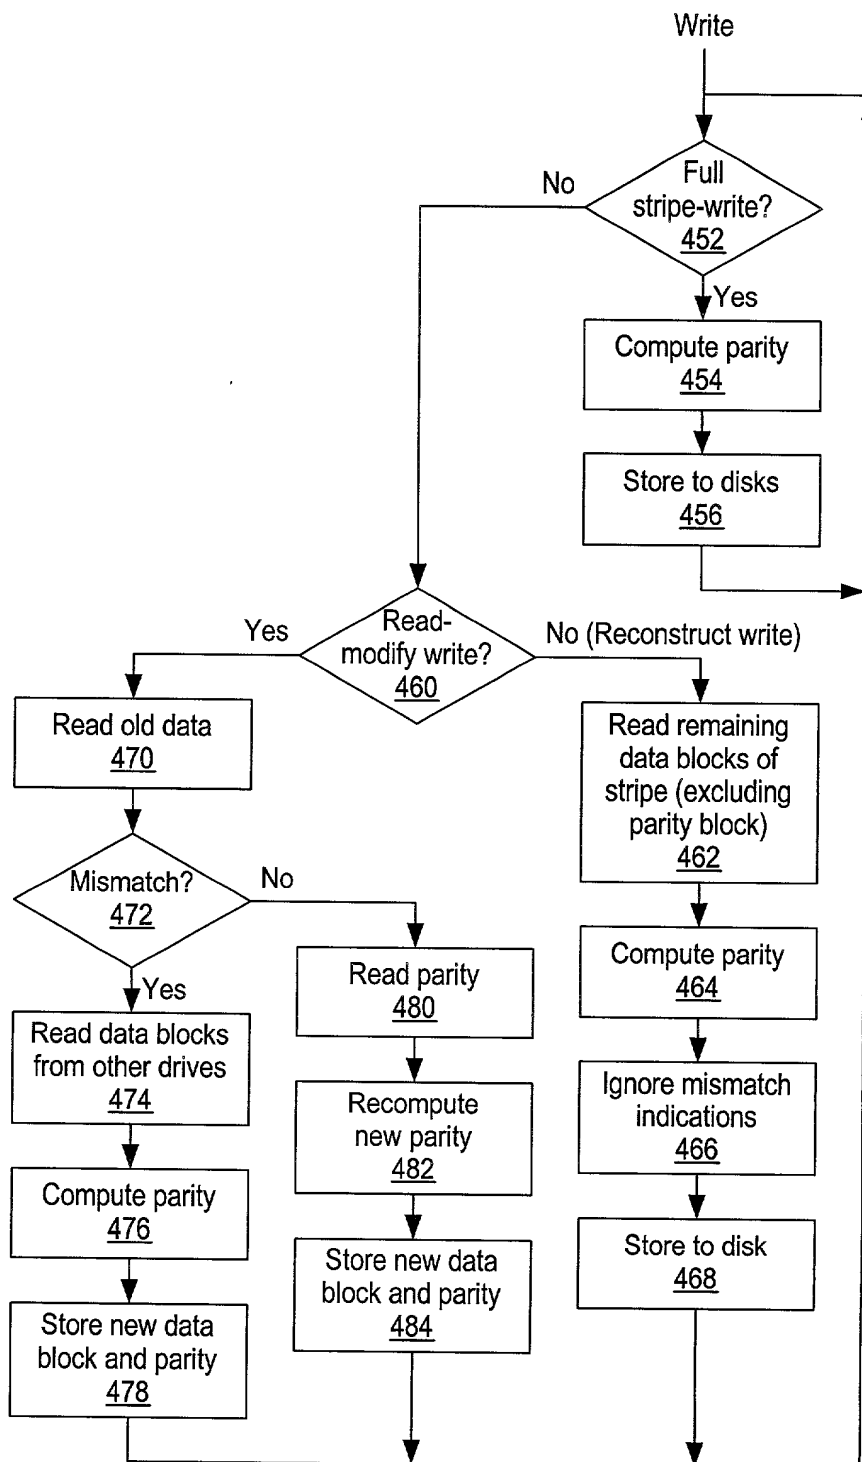 Write
No
Full
stripe-write?
452
Yes
Compute parity
454
Store to disks
456
Yes
Read-
modify write?
460
No (Reconstruct write)
Read old data
470
Read remaining
data blocks of
stripe (excluding
parity block)
462
Mismatch?
472
No
Yes
Read parity
480
Compute parity
464
Read data blocks
from other drives
474
Recompute
new parity
482
Ignore mismatch
indications
466
Compute parity
476
Store new data
block and parity
484
Store to disk
468
Store new data
block and parity
478